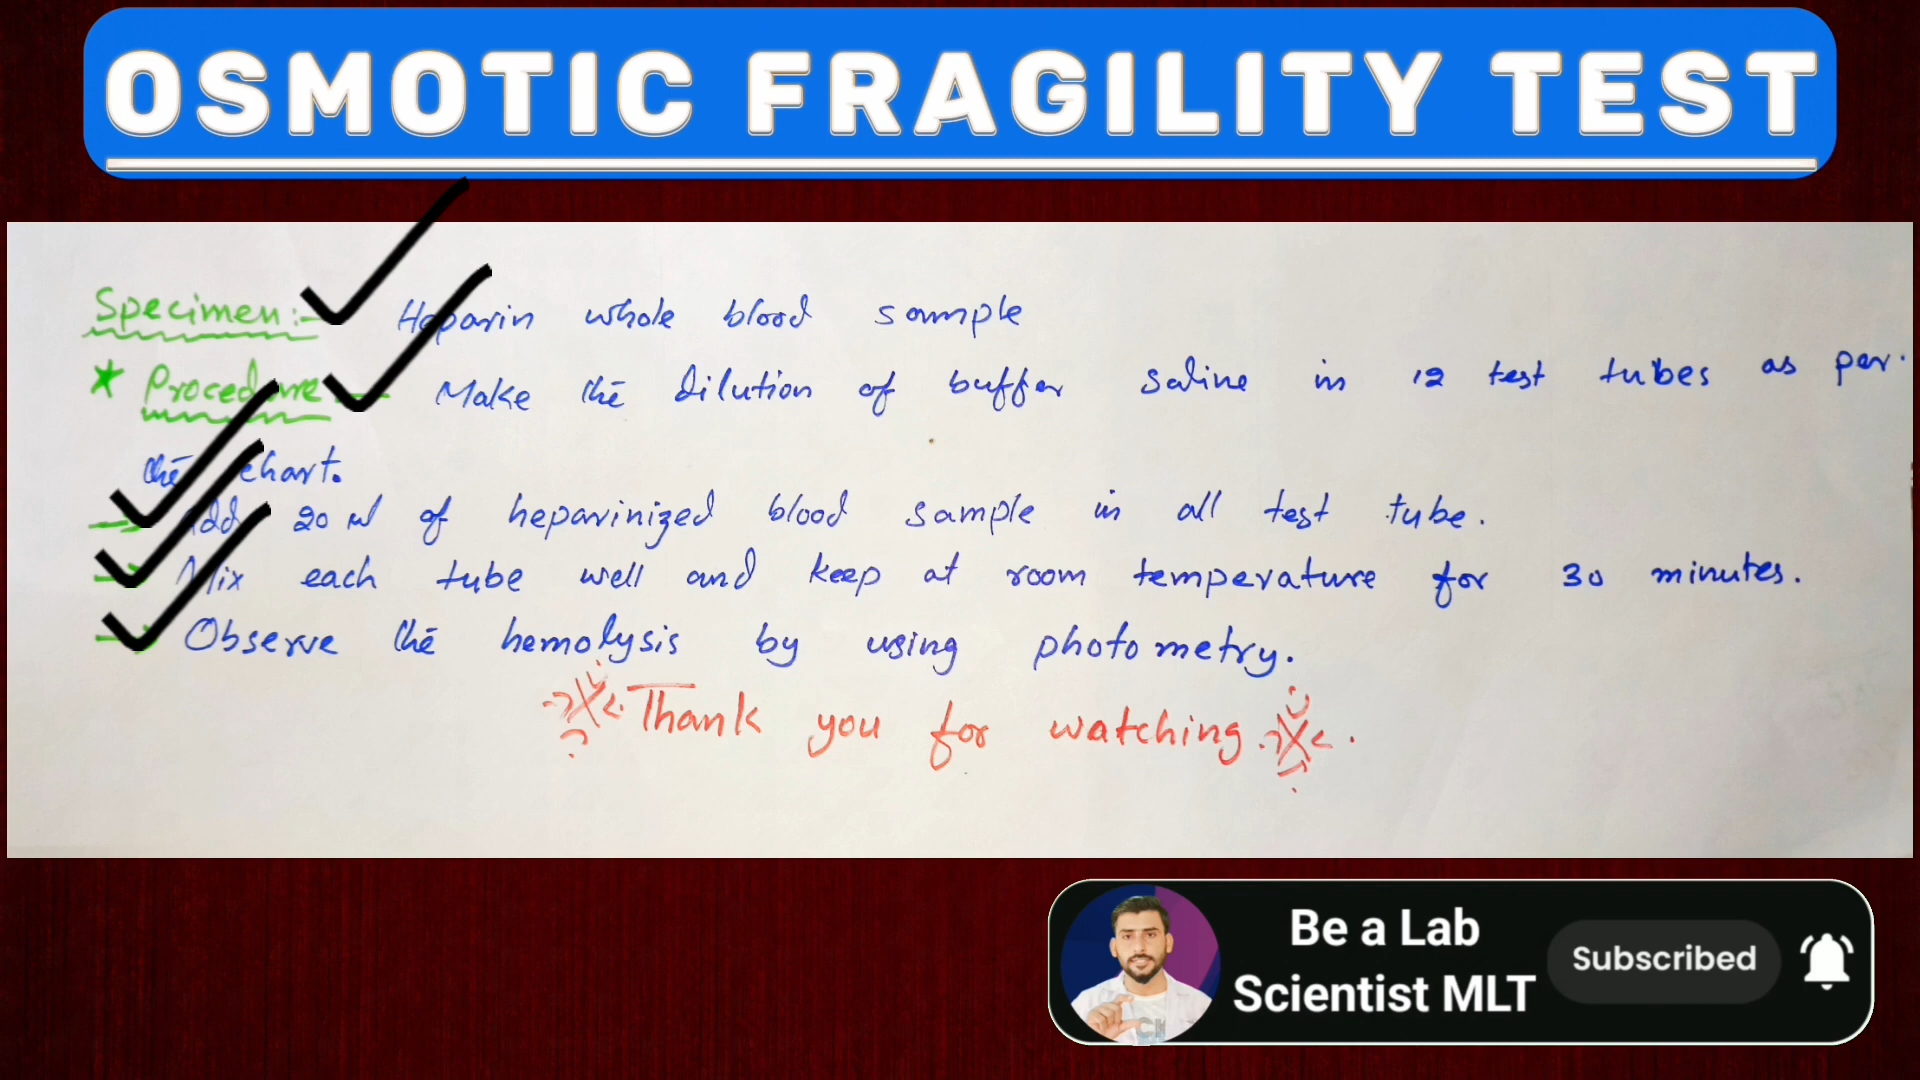 OSMOTIC FRAGILITY TEST
Specimen:- Heparin whole blood sample
* Procedure Make the dilution of buffer saline in 12 test tubes as per.
the chart.
→ Add 20 µl of heparinized blood sample in all test tube.
→ Mix each tube well and keep at room temperature for 30 minutes.
→ Observe the hemolysis by using photometry.
Thank you for watching.
Be a Lab
Scientist MLT
Subscribed